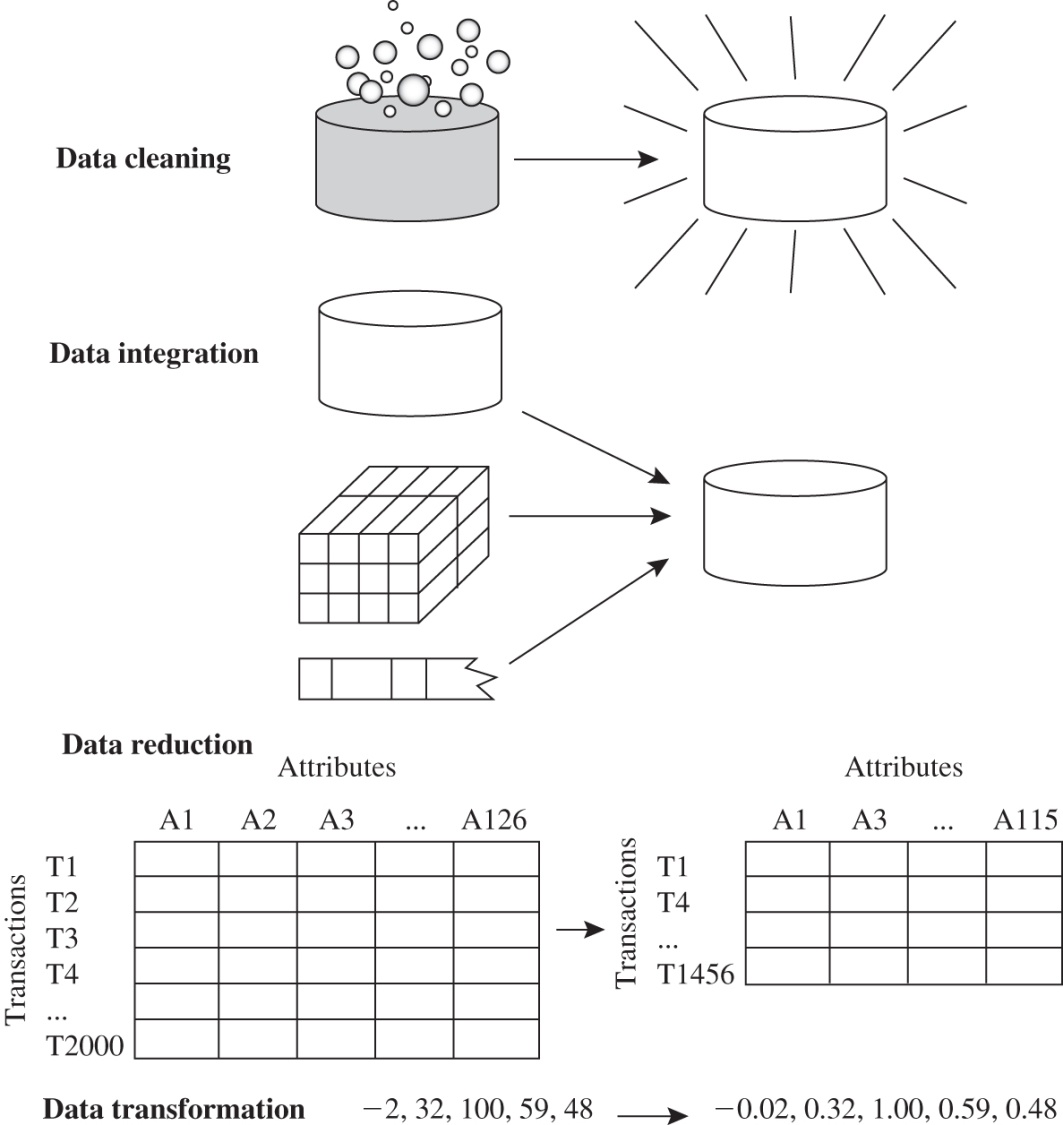 Data cleaning
Data integration
Data reduction
Attributes
A1 A2 A3 ... A126
Transactions
T1
T2
T3
T4
...
T2000
Attributes
A1 A3 ... A115
Transactions
T1
T4
...
T1456
Data transformation −2, 32, 100, 59, 48 −0.02, 0.32, 1.00, 0.59, 0.48